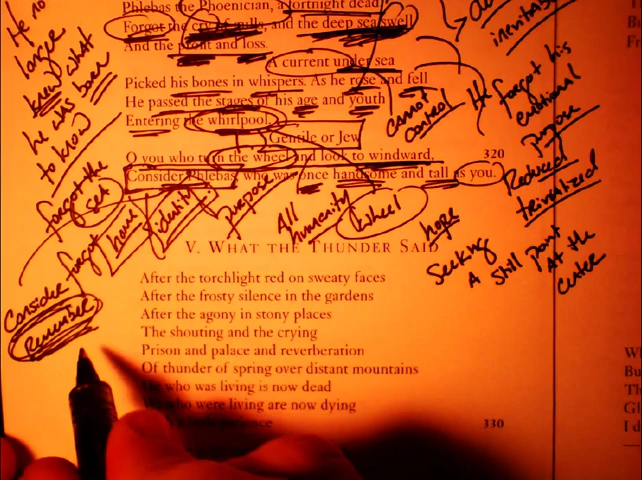 Phlebas the Phoenician, a fortnight dead,
Forgot the cry of gulls, and the deep sea swell
And the profit and loss.
A current under sea
Picked his bones in whispers. As he rose and fell
He passed the stages of his age and youth
Entering the whirlpool.
Gentile or Jew
O you who turn the wheel and look to windward, 320
Consider Phlebas, who was once handsome and tall as you.
He no
longer
knew what
he was born
to know
forgot the
sea
forgot
home
identity
purpose
All
humanity
wheel
cannot
control
inevitable
He forgot his
emotional
purpose
Reduced
trivialized
hope
Seeking
A still point
At the
center
Consider
Remember
V. WHAT THE THUNDER SAID
After the torchlight red on sweaty faces
After the frosty silence in the gardens
After the agony in stony places
The shouting and the crying
Prison and palace and reverberation
Of thunder of spring over distant mountains
He who was living is now dead
We who were living are now dying
patience 330
W
Bu
Th
Gl
I d